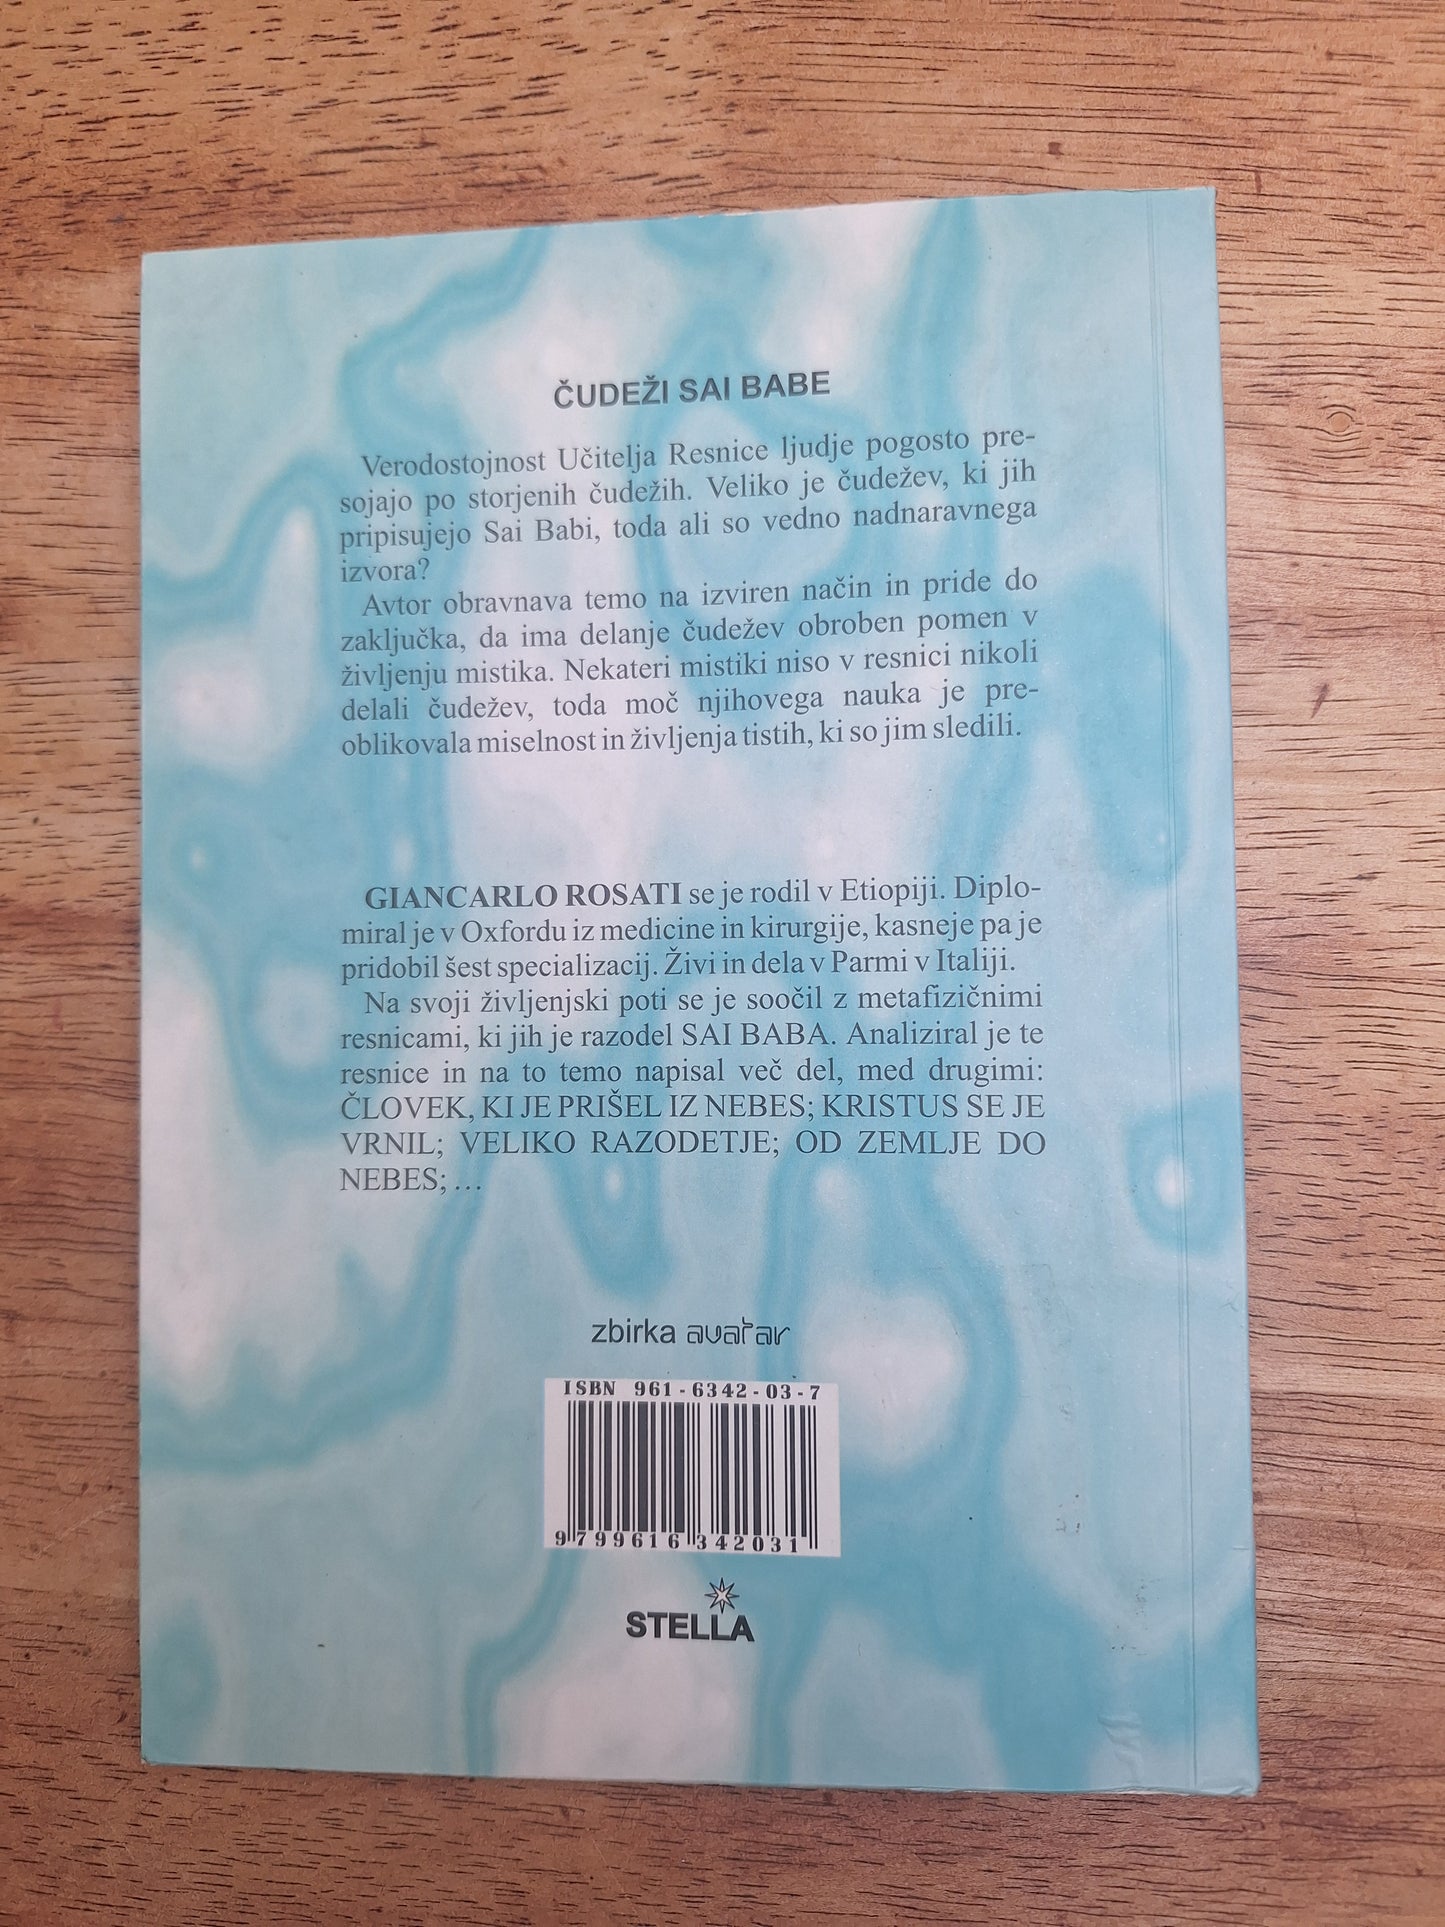 ČUDEŽI SAI BABE
Verodostojnost Učitelja Resnice ljudje pogosto pre-
sojajo po storjenih čudežih. Veliko je čudežev, ki jih
pripisujejo Sai Babi, toda ali so vedno nadnaravnega
izvora?
Avtor obravnava temo na izviren način in pride do
zaključka, da ima delanje čudežev obroben pomen v
življenju mistika. Nekateri mistiki niso v resnici nikoli
delali čudežev, toda moč njihovega nauka je pre-
oblikovala miselnost in življenja tistih, ki so jim sledili.
GIANCARLO ROSATI se je rodil v Etiopiji. Diplo-
miral je v Oxfordu iz medicine in kirurgije, kasneje pa je
pridobil šest specializacij. Živi in dela v Parmi v Italiji.
Na svoji življenjski poti se je soočil z metafizičnimi
resnicami, ki jih je razodel SAI BABA. Analiziral je te
resnice in na to temo napisal več del, med drugimi:
ČLOVEK, KI JE PRIŠEL IZ NEBES; KRISTUS SE JE
VRNIL; VELIKO RAZODETJE; OD ZEMLJE DO
NEBES; ...
zbirka avatar
ISBN 961-6342-03-7
9 799616 342031
STELLA